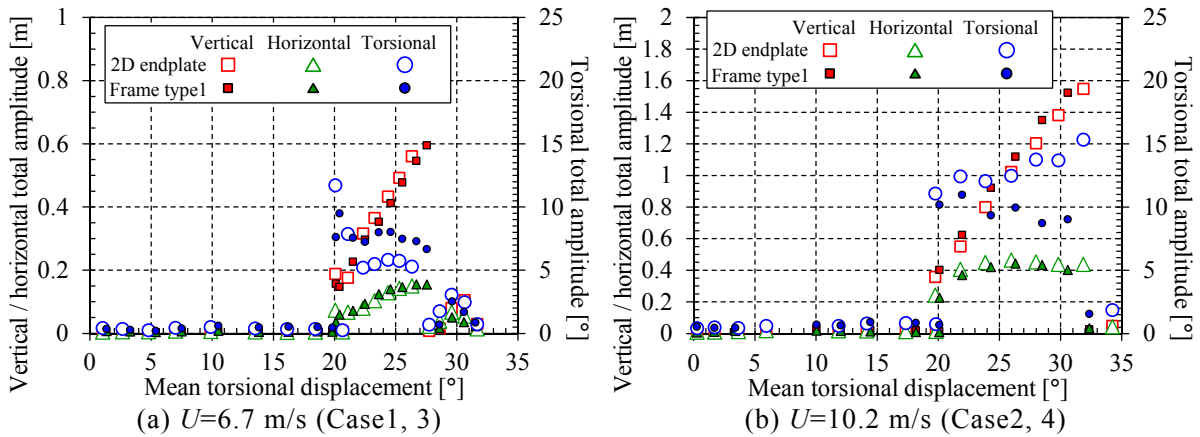 Vertical Horizontal Torsional
2D endplate
Frame type1
Vertical / horizontal total amplitude [m]
1
0.8
0.6
0.4
0.2
0
25
20
15
10
5
0
Torsional total amplitude [°]
0 5 10 15 20 25 30 35
Mean torsional displacement [°]
(a) U=6.7 m/s (Case1, 3)
Vertical Horizontal Torsional
2D endplate
Frame type1
Vertical / horizontal total amplitude [m]
2
1.8
1.6
1.4
1.2
1
0.8
0.6
0.4
0.2
0
25
20
15
10
5
0
Torsional total amplitude [°]
0 5 10 15 20 25 30 35
Mean torsional displacement [°]
(b) U=10.2 m/s (Case2, 4)